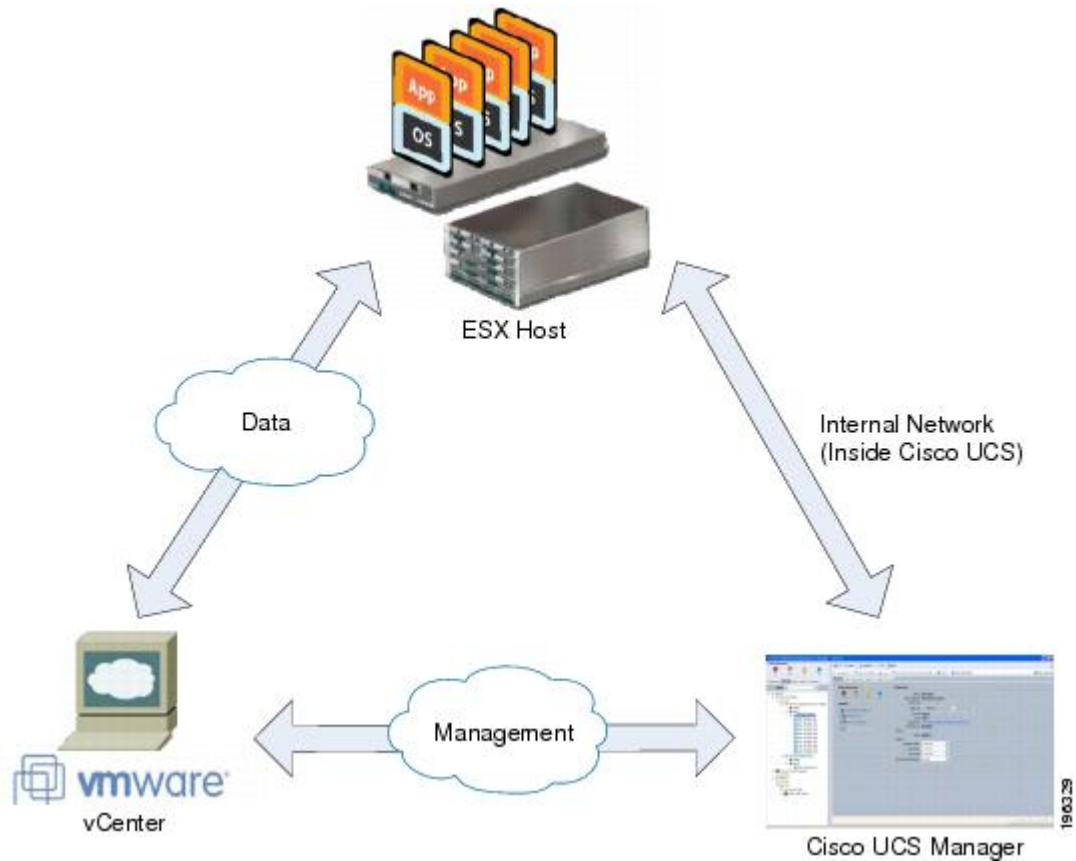 App
OS
ESX Host
Data
Internal Network
(Inside Cisco UCS)
Management
vmware®
vCenter
Cisco UCS Manager
196329